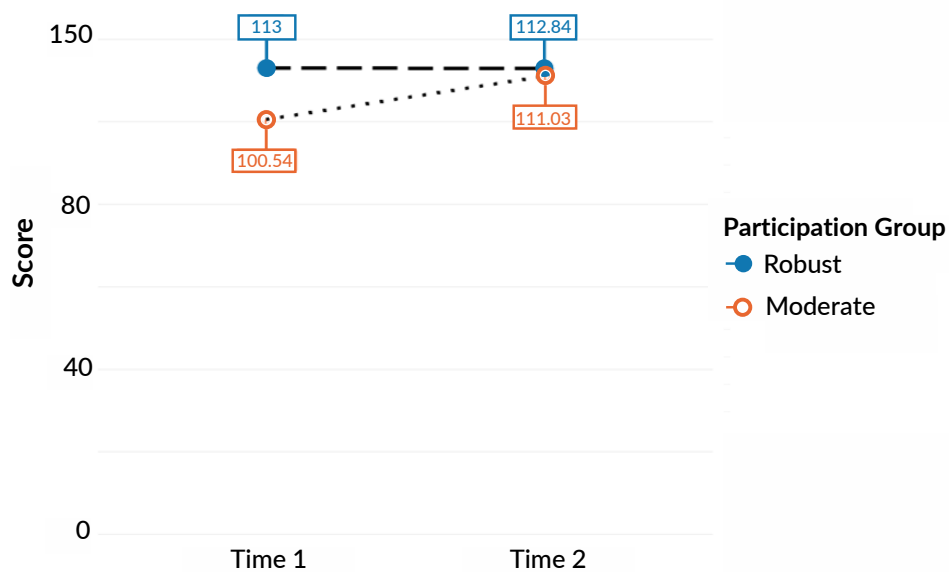 150
113
112.84
100.54
111.03
80
Score
40
0
Time 1
Time 2
Participation Group
Robust
Moderate